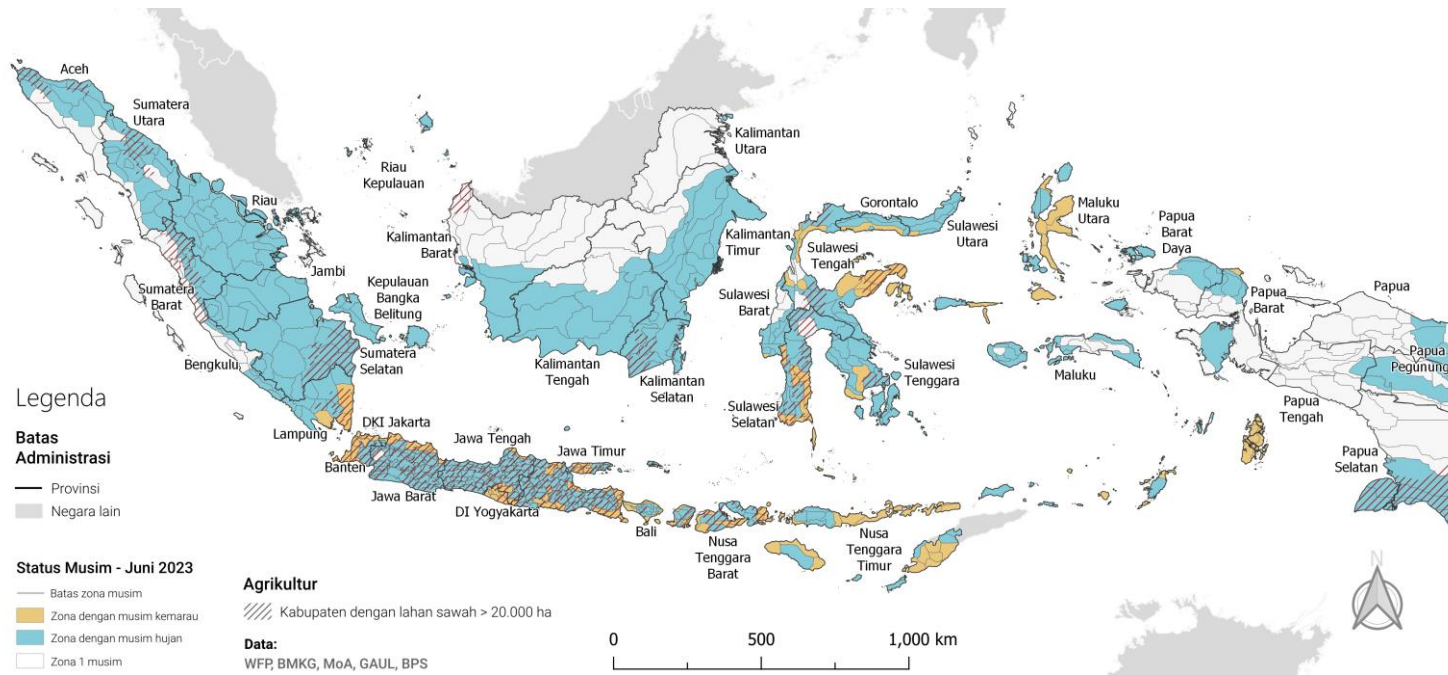 Aceh
Sumatera
Utara
Riau
Kepulauan
Riau
Sumatera
Barat
Jambi
Kepulauan
Bangka
Belitung
Bengkulu
Sumatera
Selatan
Lampung
Kalimantan
Utara
Kalimantan
Barat
Kalimantan
Timur
Kalimantan
Tengah
Kalimantan
Selatan
Gorontalo
Sulawesi
Utara
Sulawesi
Tengah
Sulawesi
Barat
Sulawesi
Tenggara
Sulawesi
Selatan
Maluku
Utara
Maluku
Papua
Barat
Daya
Papua
Barat
Papua
Papua
Pegunung
Papua
Tengah
Papua
Selatan
DKI Jakarta
Banten
Jawa Barat
Jawa Tengah
DI Yogyakarta
Jawa Timur
Bali
Nusa
Tenggara
Barat
Nusa
Tenggara
Timur
Legenda
Batas
Administrasi
Provinsi
Negara lain
Status Musim - Juni 2023
Batas zona musim
Zona dengan musim kemarau
Zona dengan musim hujan
Zona 1 musim
Agrikultur
Kabupaten dengan lahan sawah > 20.000 ha
Data:
WFP, BMKG, MoA, GAUL, BPS
0 500 1,000 km
N